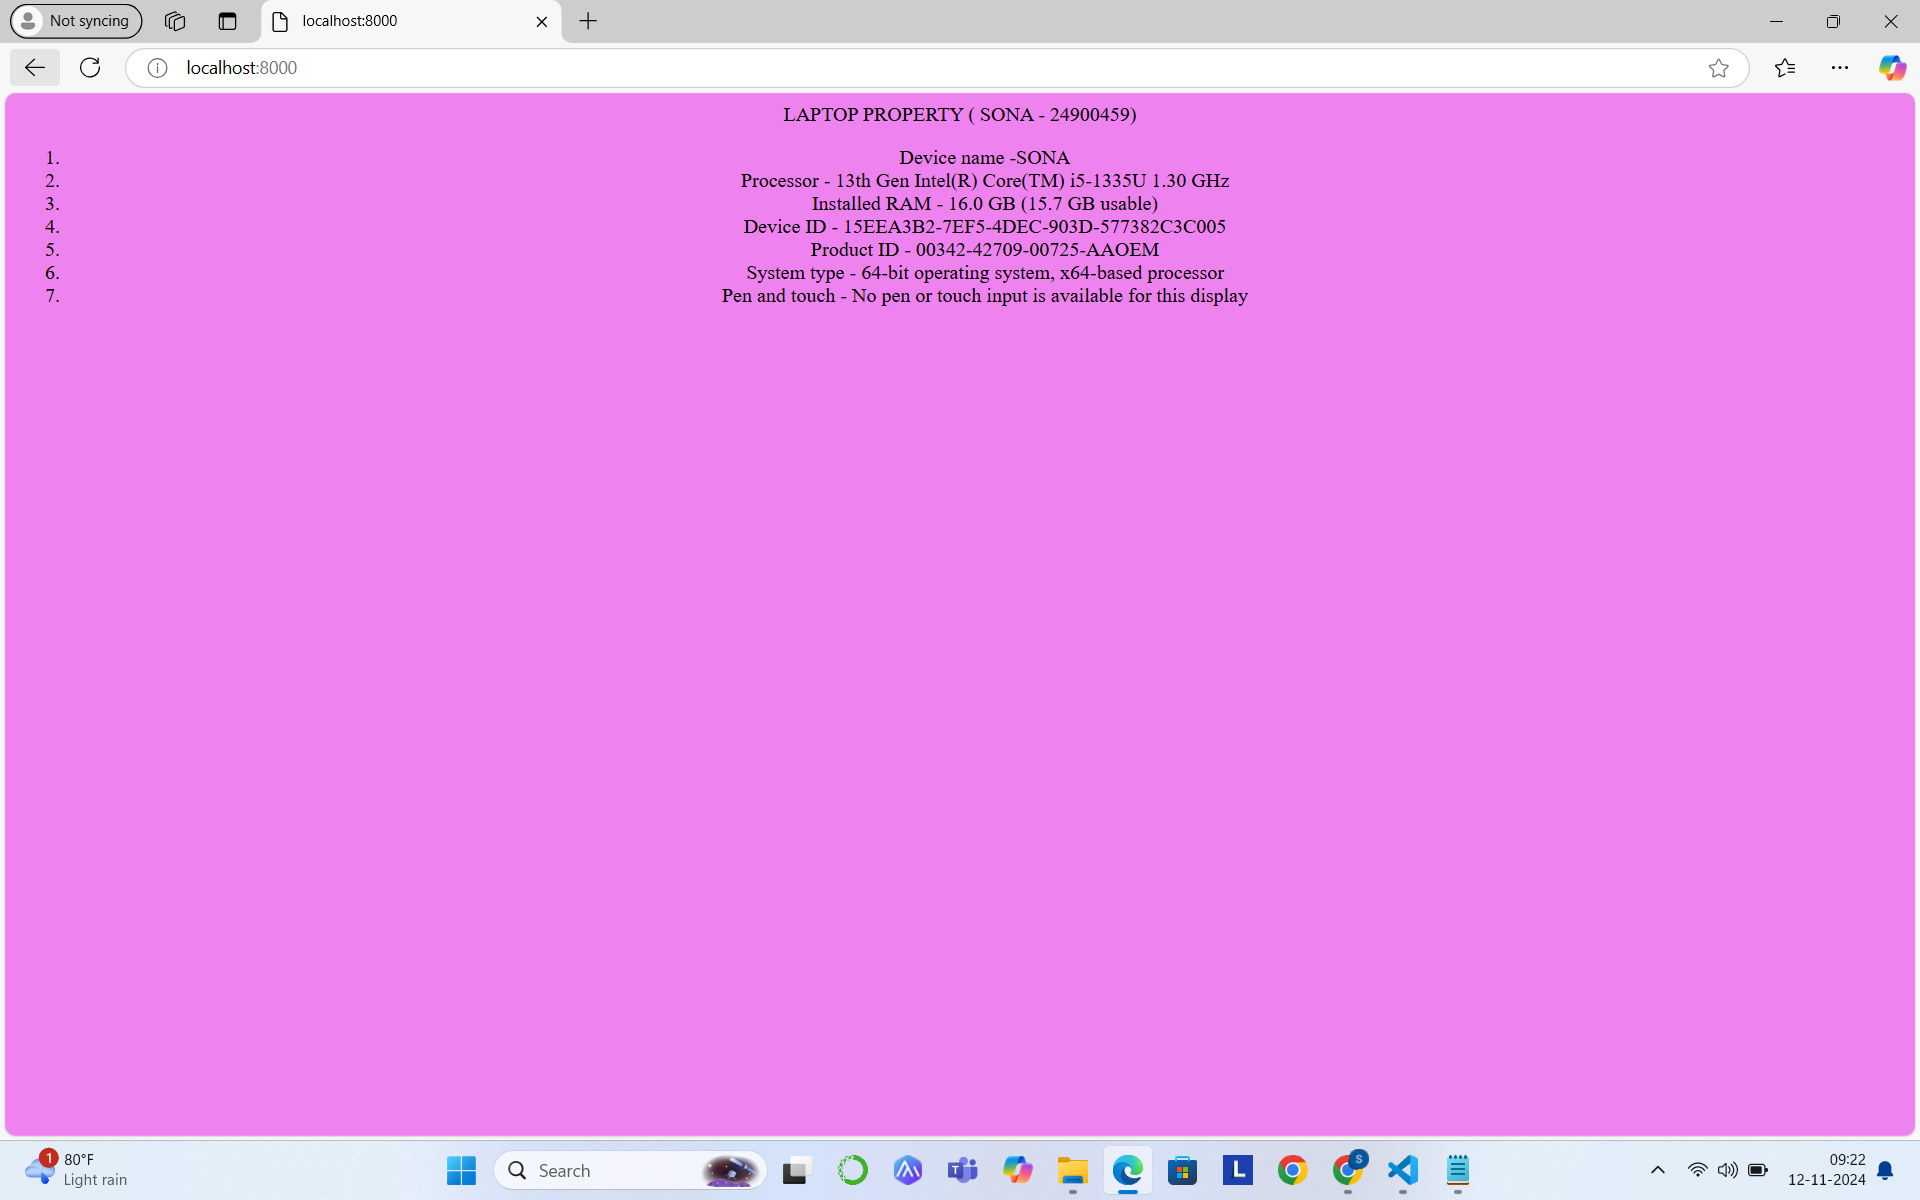 Not syncing
localhost:8000
localhost:8000
LAPTOP PROPERTY ( SONA - 24900459)
1. Device name -SONA
2. Processor - 13th Gen Intel(R) Core(TM) i5-1335U 1.30 GHz
3. Installed RAM - 16.0 GB (15.7 GB usable)
4. Device ID - 15EEA3B2-7EF5-4DEC-903D-577382C3C005
5. Product ID - 00342-42709-00725-AAOEM
6. System type - 64-bit operating system, x64-based processor
7. Pen and touch - No pen or touch input is available for this display
1
80°F
Light rain
Search
T
L
S
09:22
12-11-2024